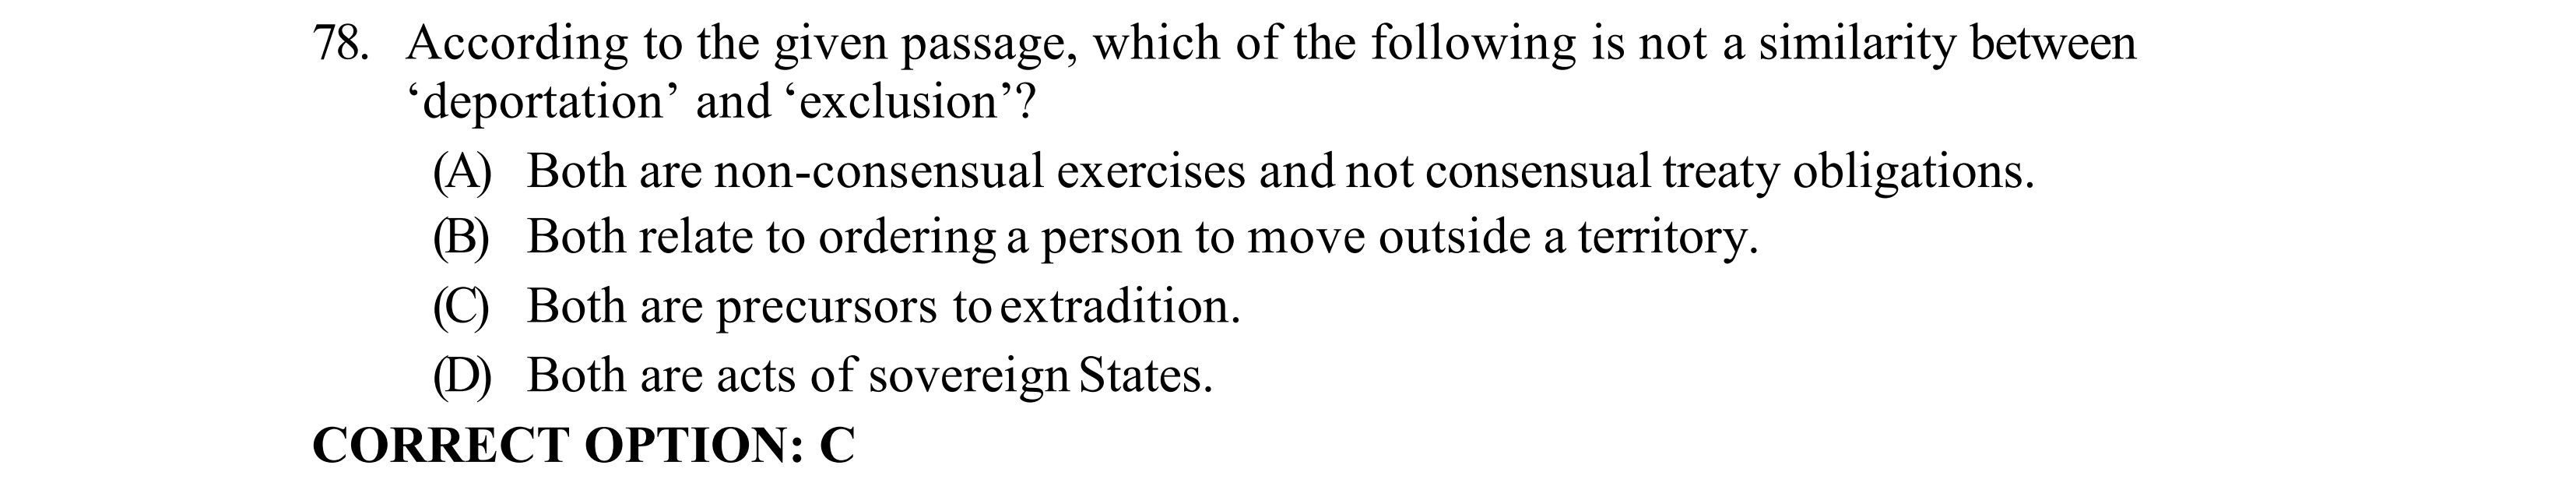 78. According to the given passage, which of the following is not a similarity between
‘deportation’ and ‘exclusion’?
(A) Both are non-consensual exercises and not consensual treaty obligations.
(B) Both relate to ordering a person to move outside a territory.
(C) Both are precursors to extradition.
(D) Both are acts of sovereign States.
CORRECT OPTION: C